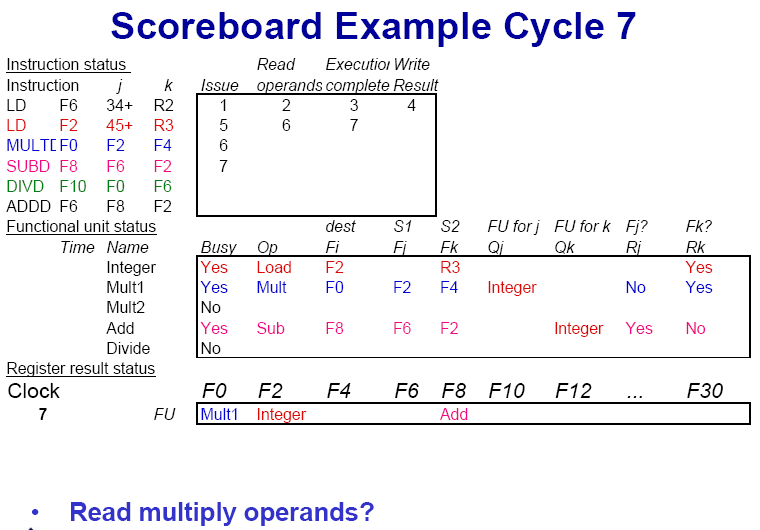 Scoreboard Example Cycle 7
Instruction status Read Execution Write
Instruction j k Issue operands complete Result
LD F6 34+ R2 1 2 3 4
LD F2 45+ R3 5 6 7
MULTD F0 F2 F4 6
SUBD F8 F6 F2 7
DIVD F10 F0 F6
ADDD F6 F8 F2
Functional unit status dest S1 S2 FU for j FU for k Fj? Fk?
Time Name Busy Op Fi Fj Fk Qj Qk Rj Rk
Integer Yes Load F2 R3 Yes
Mult1 Yes Mult F0 F2 F4 Integer No Yes
Mult2 No
Add Yes Sub F8 F6 F2 Integer Yes No
Divide No
Register result status
Clock F0 F2 F4 F6 F8 F10 F12 ... F30
7 FU Mult1 Integer Add
• Read multiply operands?